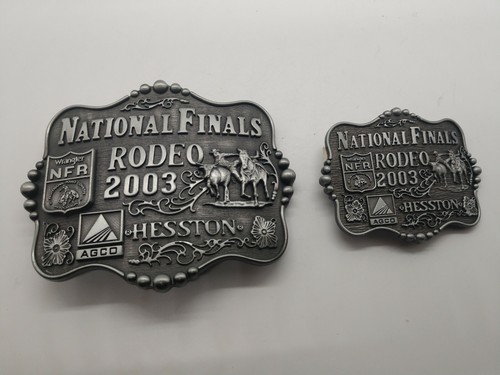 NATIONAL FINALS
RODEO
2003
Wrangler
NFR
AGCO
HESSTON
NATIONAL FINALS
RODEO
2003
NFR
AGCO
HESSTON